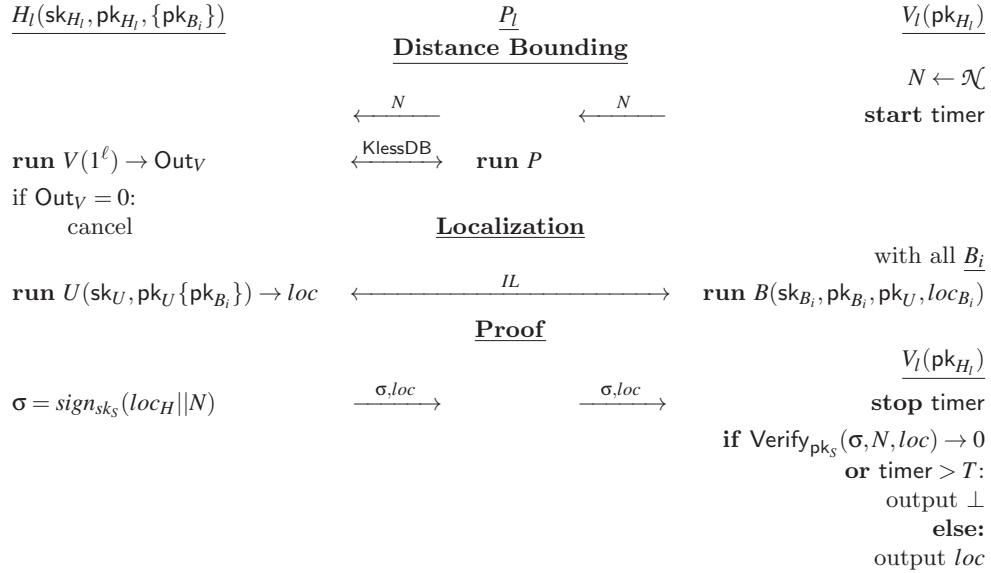 H_l(sk_{H_l}, pk_{H_l}, {pk_{B_i}}) P_l V_l(pk_{H_l})
Distance Bounding
N ← 𝒩
N N start timer
run V(1^ℓ) → Out_V KlessDB run P
if Out_V = 0:
cancel Localization
with all B_i
run U(sk_U, pk_U{pk_{B_i}}) → loc IL run B(sk_{B_i}, pk_{B_i}, pk_U, loc_{B_i})
Proof
V_l(pk_{H_l})
σ = sign_{sk_S}(loc_H||N) σ,loc σ,loc stop timer
if Verify_{pk_S}(σ, N, loc) → 0
or timer > T:
output ⊥
else:
output loc